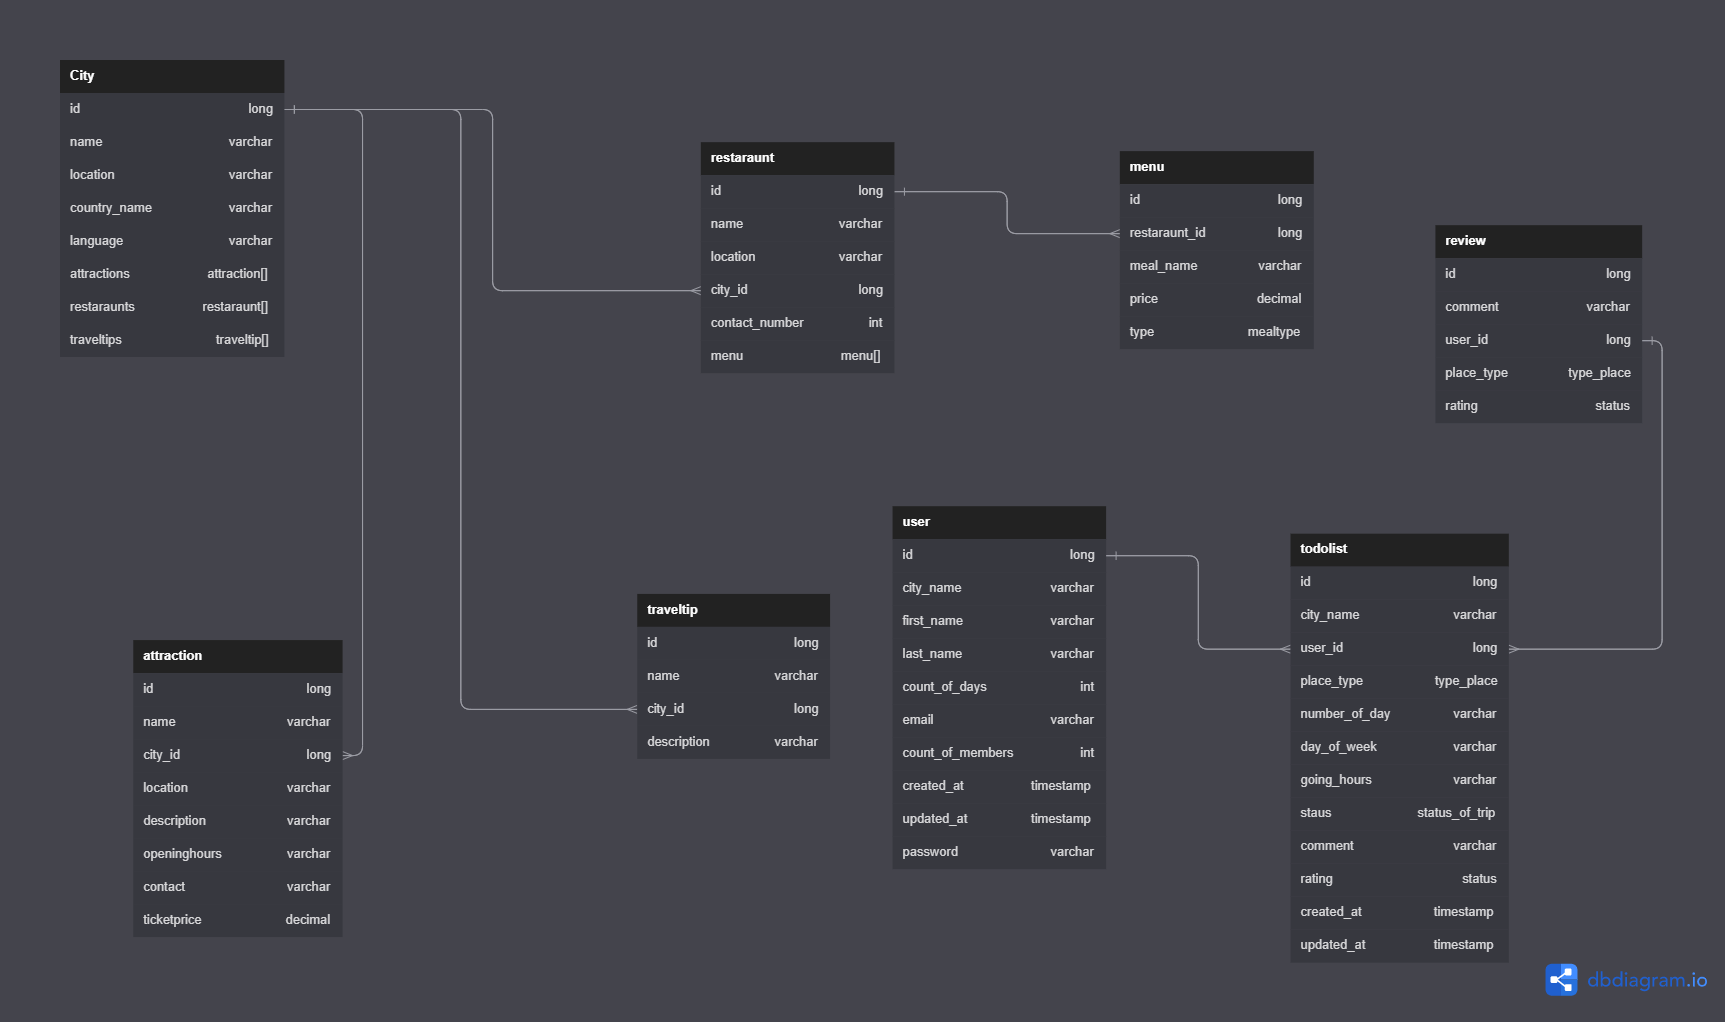 City
id long
name varchar
location varchar
country_name varchar
language varchar
attractions attraction[]
restaraunts restaraunt[]
traveltips traveltip[]
restaraunt
id long
name varchar
location varchar
city_id long
contact_number int
menu menu[]
menu
id long
restaraunt_id long
meal_name varchar
price decimal
type mealtype
review
id long
comment varchar
user_id long
place_type type_place
rating status
attraction
id long
name varchar
city_id long
location varchar
description varchar
openinghours varchar
contact varchar
ticketprice decimal
traveltip
id long
name varchar
city_id long
description varchar
user
id long
city_name varchar
first_name varchar
last_name varchar
count_of_days int
email varchar
count_of_members int
created_at timestamp
updated_at timestamp
password varchar
todolist
id long
city_name varchar
user_id long
place_type type_place
number_of_day varchar
day_of_week varchar
going_hours varchar
staus status_of_trip
comment varchar
rating status
created_at timestamp
updated_at timestamp
dbdiagram.io